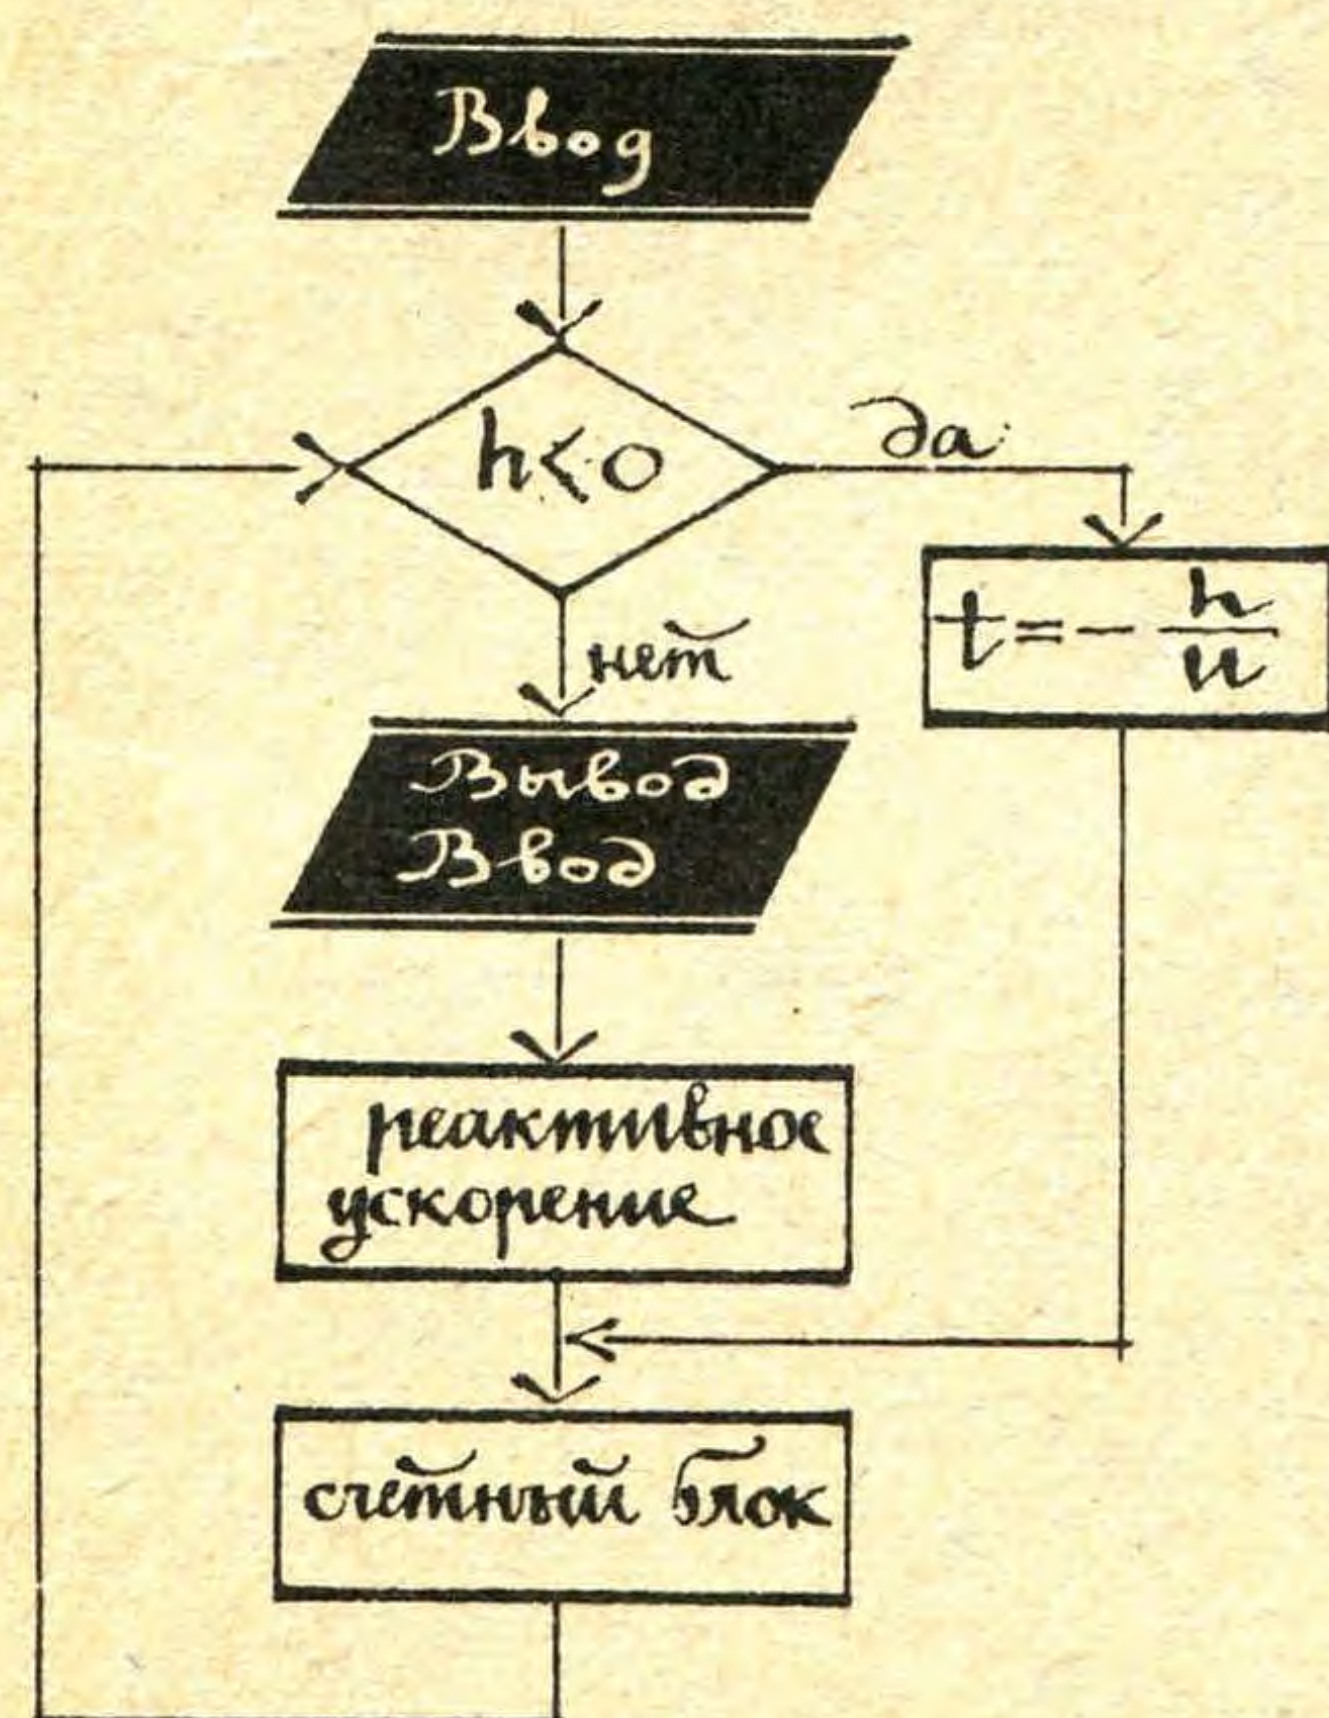 Ввод
h<0
да
t=-h/u
нет
Вывод
Ввод
реактивное
ускорение
счетный блок